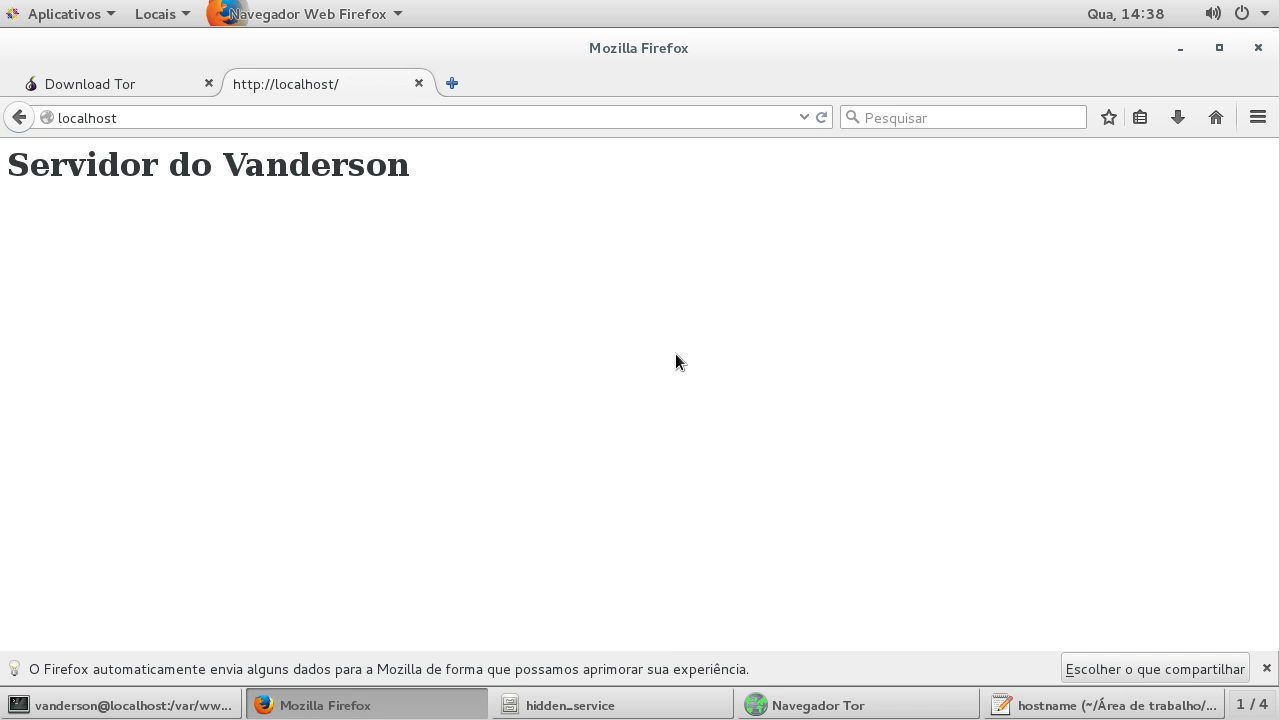 Aplicativos Locais Navegador Web Firefox Qua, 14:38
Mozilla Firefox
Download Tor http://localhost/
localhost Pesquisar
Servidor do Vanderson
O Firefox automaticamente envia alguns dados para a Mozilla de forma que possamos aprimorar sua experiência. Escolher o que compartilhar
vanderson@localhost:/var/ww... Mozilla Firefox hidden_service Navegador Tor hostname (~/Área de trabalho/... 1 / 4